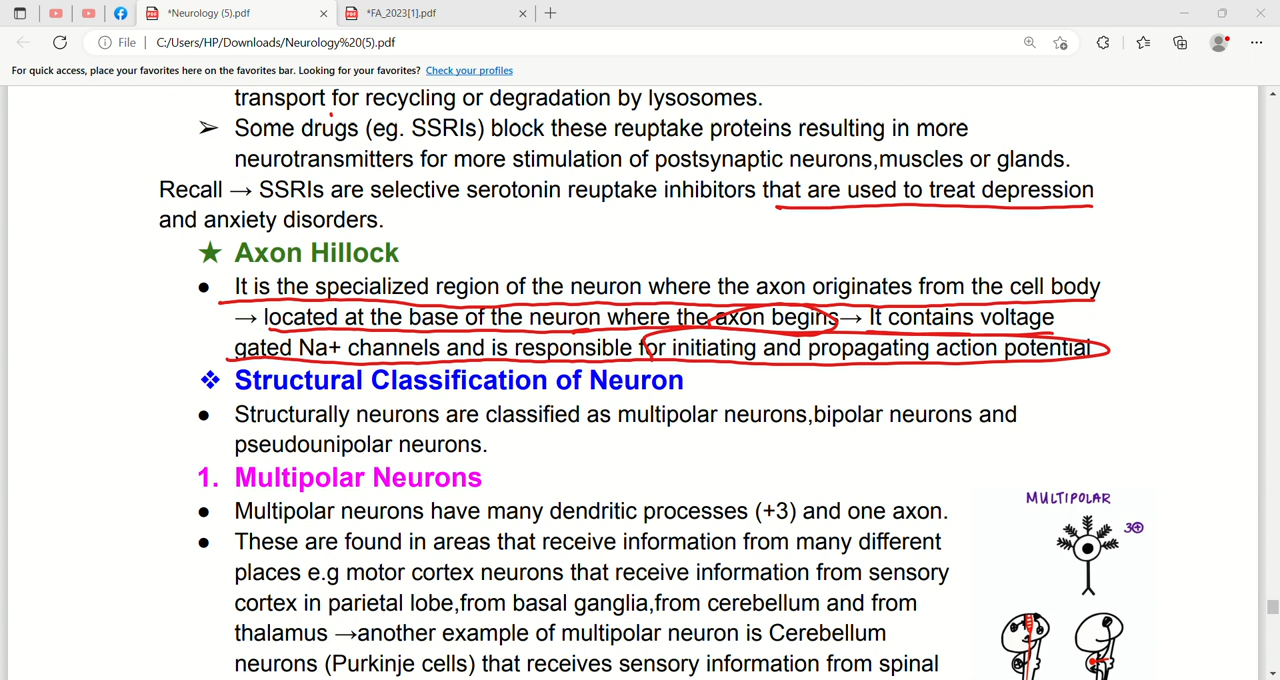 *Neurology (5).pdf
*FA_2023[1].pdf
File
C:/Users/HP/Downloads/Neurology%20(5).pdf
For quick access, place your favorites here on the favorites bar. Looking for your favorites? Check your profiles
transport for recycling or degradation by lysosomes.
➢ Some drugs (eg. SSRIs) block these reuptake proteins resulting in more
neurotransmitters for more stimulation of postsynaptic neurons,muscles or glands.
Recall → SSRIs are selective serotonin reuptake inhibitors that are used to treat depression
and anxiety disorders.
★ Axon Hillock
● It is the specialized region of the neuron where the axon originates from the cell body
→ located at the base of the neuron where the axon begins→ It contains voltage
gated Na+ channels and is responsible for initiating and propagating action potential
❖ Structural Classification of Neuron
● Structurally neurons are classified as multipolar neurons,bipolar neurons and
pseudounipolar neurons.
1. Multipolar Neurons
● Multipolar neurons have many dendritic processes (+3) and one axon.
● These are found in areas that receive information from many different
places e.g motor cortex neurons that receive information from sensory
cortex in parietal lobe,from basal ganglia,from cerebellum and from
thalamus →another example of multipolar neuron is Cerebellum
neurons (Purkinje cells) that receives sensory information from spinal
MULTIPOLAR
3⊕